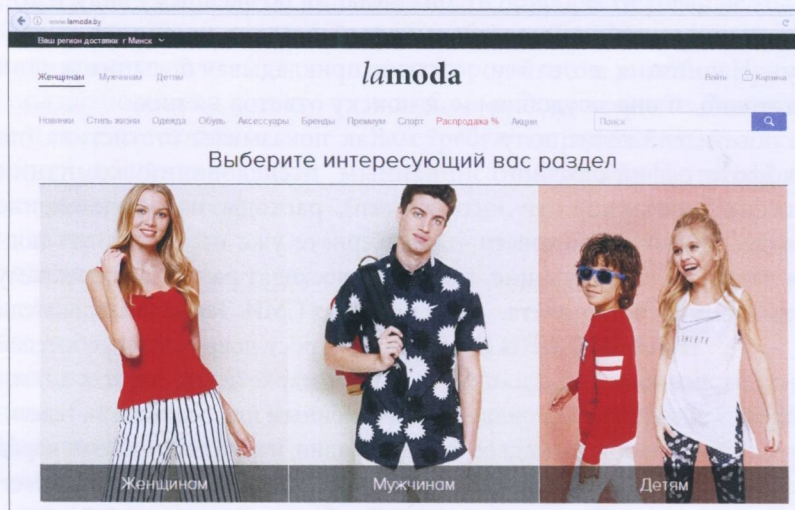 www.lamoda.by
Ваш регион доставки: г Минск
Женщинам Мужчинам Детям
lamoda
Войти Корзина
Новинки Стиль жизни Одежда Обувь Аксессуары Бренды Премиум Спорт Распродажа % Акции Поиск
Выберите интересующий вас раздел
ATHLETE
Женщинам Мужчинам Детям